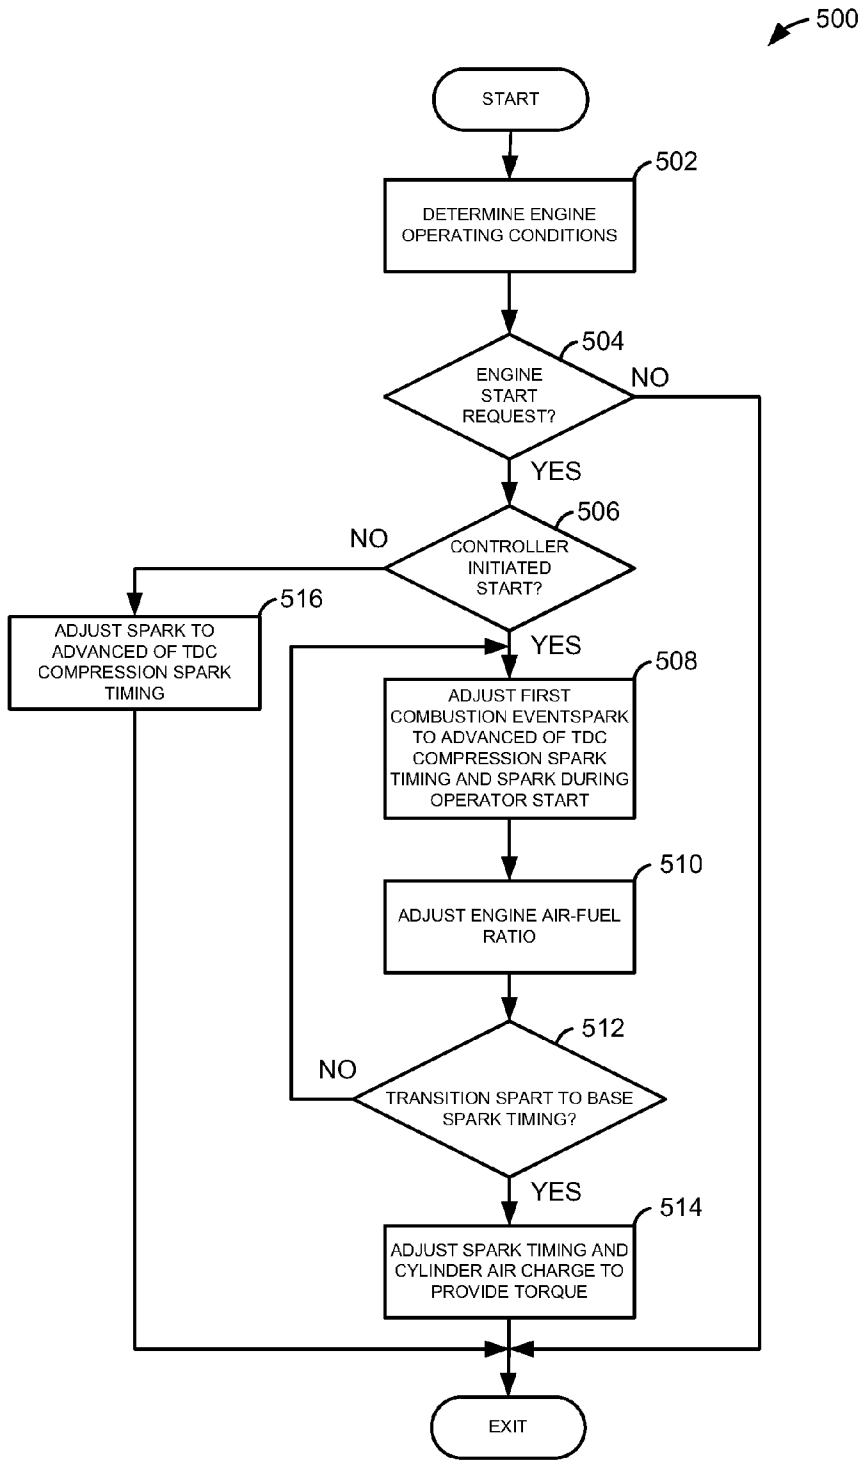 500
START
502
DETERMINE ENGINE
OPERATING CONDITIONS
504
ENGINE
START
REQUEST?
NO
YES
506
CONTROLLER
INITIATED
START?
NO
YES
516
ADJUST SPARK TO
ADVANCED OF TDC
COMPRESSION SPARK
TIMING
508
ADJUST FIRST
COMBUSTION EVENTSPARK
TO ADVANCED OF TDC
COMPRESSION SPARK
TIMING AND SPARK DURING
OPERATOR START
510
ADJUST ENGINE AIR-FUEL
RATIO
512
TRANSITION SPART TO BASE
SPARK TIMING?
NO
YES
514
ADJUST SPARK TIMING AND
CYLINDER AIR CHARGE TO
PROVIDE TORQUE
EXIT